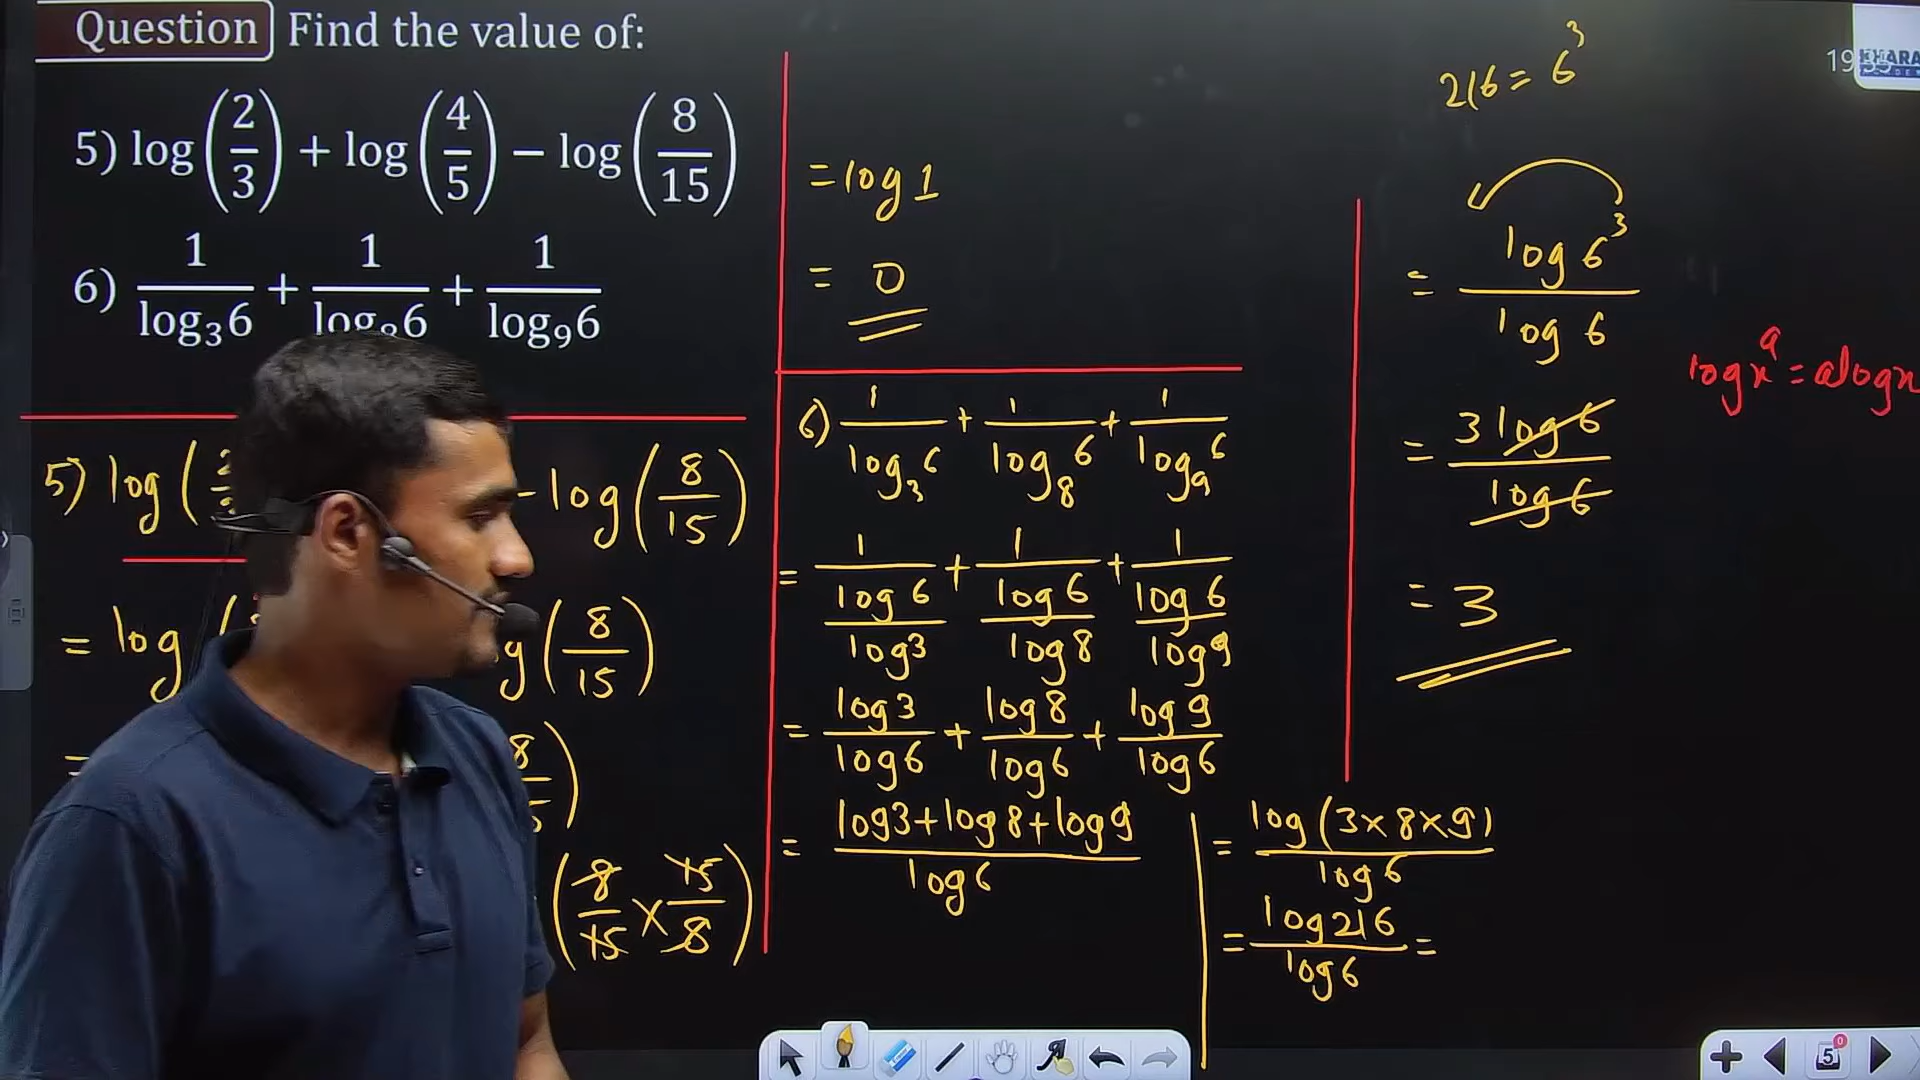 Question Find the value of:
5) log(2/3) + log(4/5) − log(8/15)
6) 1/log₃6 + 1/log₈6 + 1/log₉6
5) log( − log(8/15)
= log( (8/15)
=
(8/15 × 15/8)
= log 1
= 0
6) 1/log₃6 + 1/log₈6 + 1/log₉6
= 1/(log 6/log 3) + 1/(log 6/log 8) + 1/(log 6/log 9)
= log 3/log 6 + log 8/log 6 + log 9/log 6
= (log 3 + log 8 + log 9)/log 6
= log(3 × 8 × 9)/log 6
= log 216/log 6 =
216 = 6³
= log 6³/log 6
= 3 log 6/log 6
= 3
log xᵃ = a log x
5